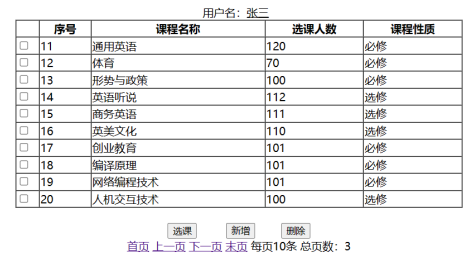 用户名：张三
序号 课程名称 选课人数 课程性质
11 通用英语 120 必修
12 体育 70 必修
13 形势与政策 100 必修
14 英语听说 112 选修
15 商务英语 111 选修
16 英美文化 110 选修
17 创业教育 101 必修
18 编译原理 101 必修
19 网络编程技术 101 必修
20 人机交互技术 100 选修
选课 新增 删除
首页 上一页 下一页 末页 每页10条 总页数：3